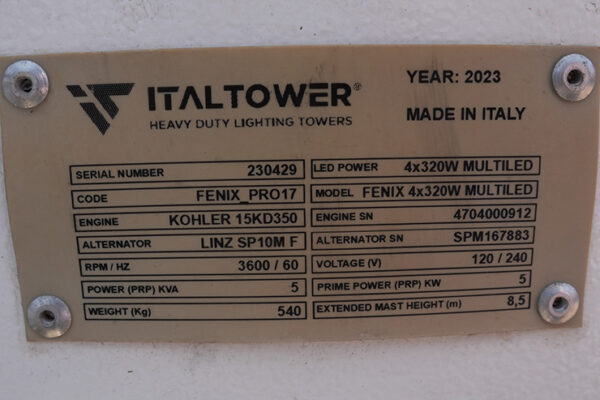 ITALTOWER®
HEAVY DUTY LIGHTING TOWERS
YEAR: 2023
MADE IN ITALY
SERIAL NUMBER 230429
CODE FENIX_PRO17
ENGINE KOHLER 15KD350
ALTERNATOR LINZ SP10M F
RPM / HZ 3600 / 60
POWER (PRP) KVA 5
WEIGHT (Kg) 540
LED POWER 4x320W MULTILED
MODEL FENIX 4x320W MULTILED
ENGINE SN 4704000912
ALTERNATOR SN SPM167883
VOLTAGE (V) 120 / 240
PRIME POWER (PRP) KW 5
EXTENDED MAST HEIGHT (m) 8,5